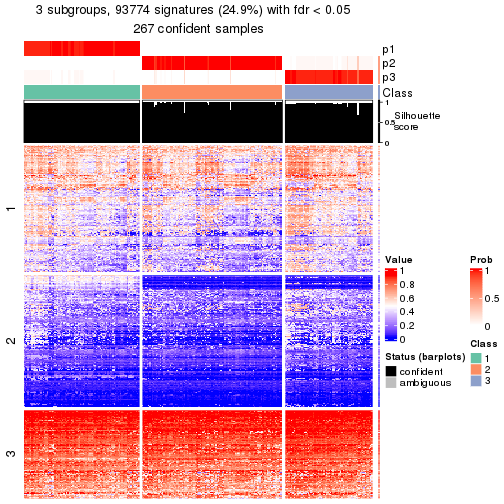 3 subgroups, 93774 signatures (24.9%) with fdr < 0.05
267 confident samples
p1
p2
p3
Class
1
0.5
0
Silhouette
score
1
2
3
Value
1
0.8
0.6
0.4
0.2
0
Prob
1
0.5
0
Status (barplots)
confident
ambiguous
Class
1
2
3